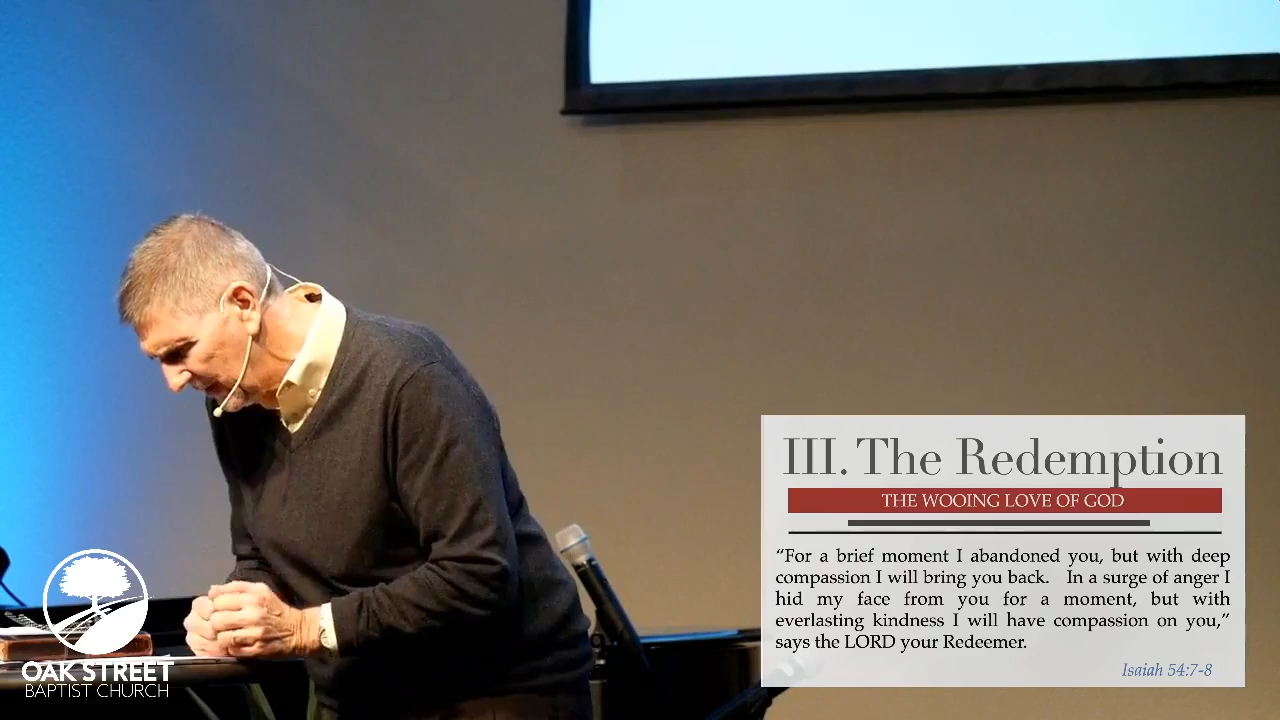 III. The Redemption
THE WOOING LOVE OF GOD
“For a brief moment I abandoned you, but with deep
compassion I will bring you back. In a surge of anger I
hid my face from you for a moment, but with
everlasting kindness I will have compassion on you,”
says the LORD your Redeemer.
Isaiah 54:7-8
OAK STREET
BAPTIST CHURCH